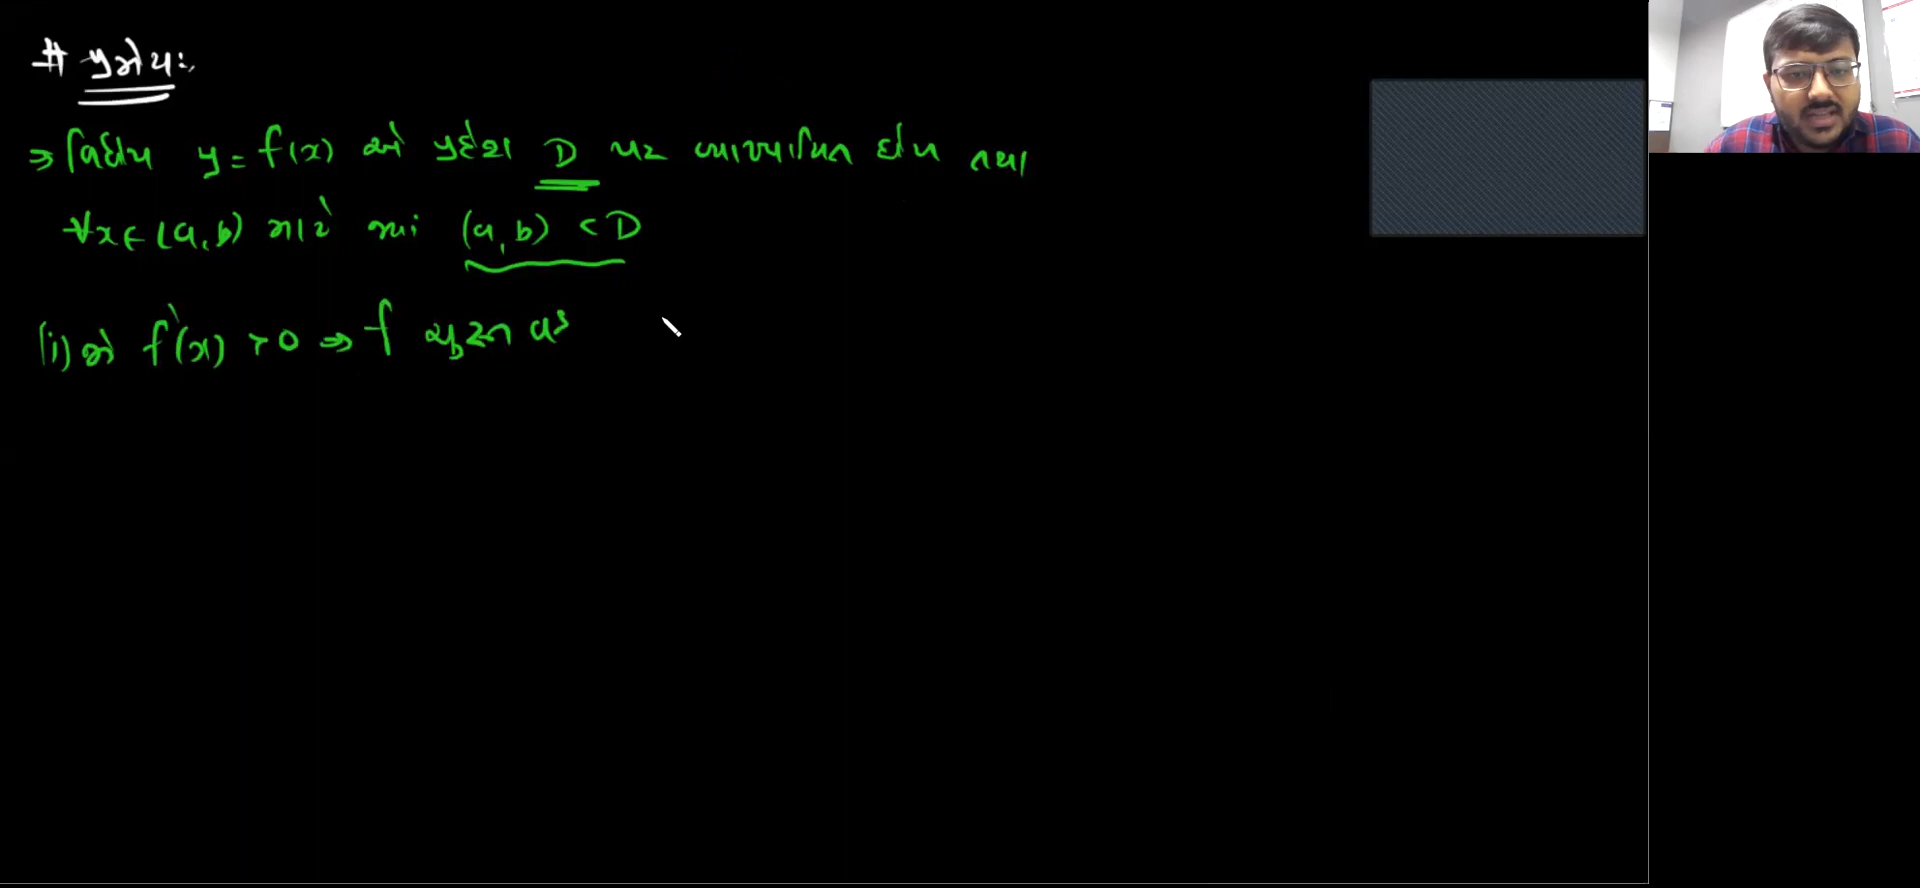 # પ્રમેય:
⇒ વિધેય y = f(x) એ પ્રદેશ D પર વ્યાખ્યાયિત હોય તથા
∀x ∈ (a, b) માટે જ્યાં (a, b) ⊂ D
(i) જો f'(x) > 0 ⇒ f ચુસ્ત વધ